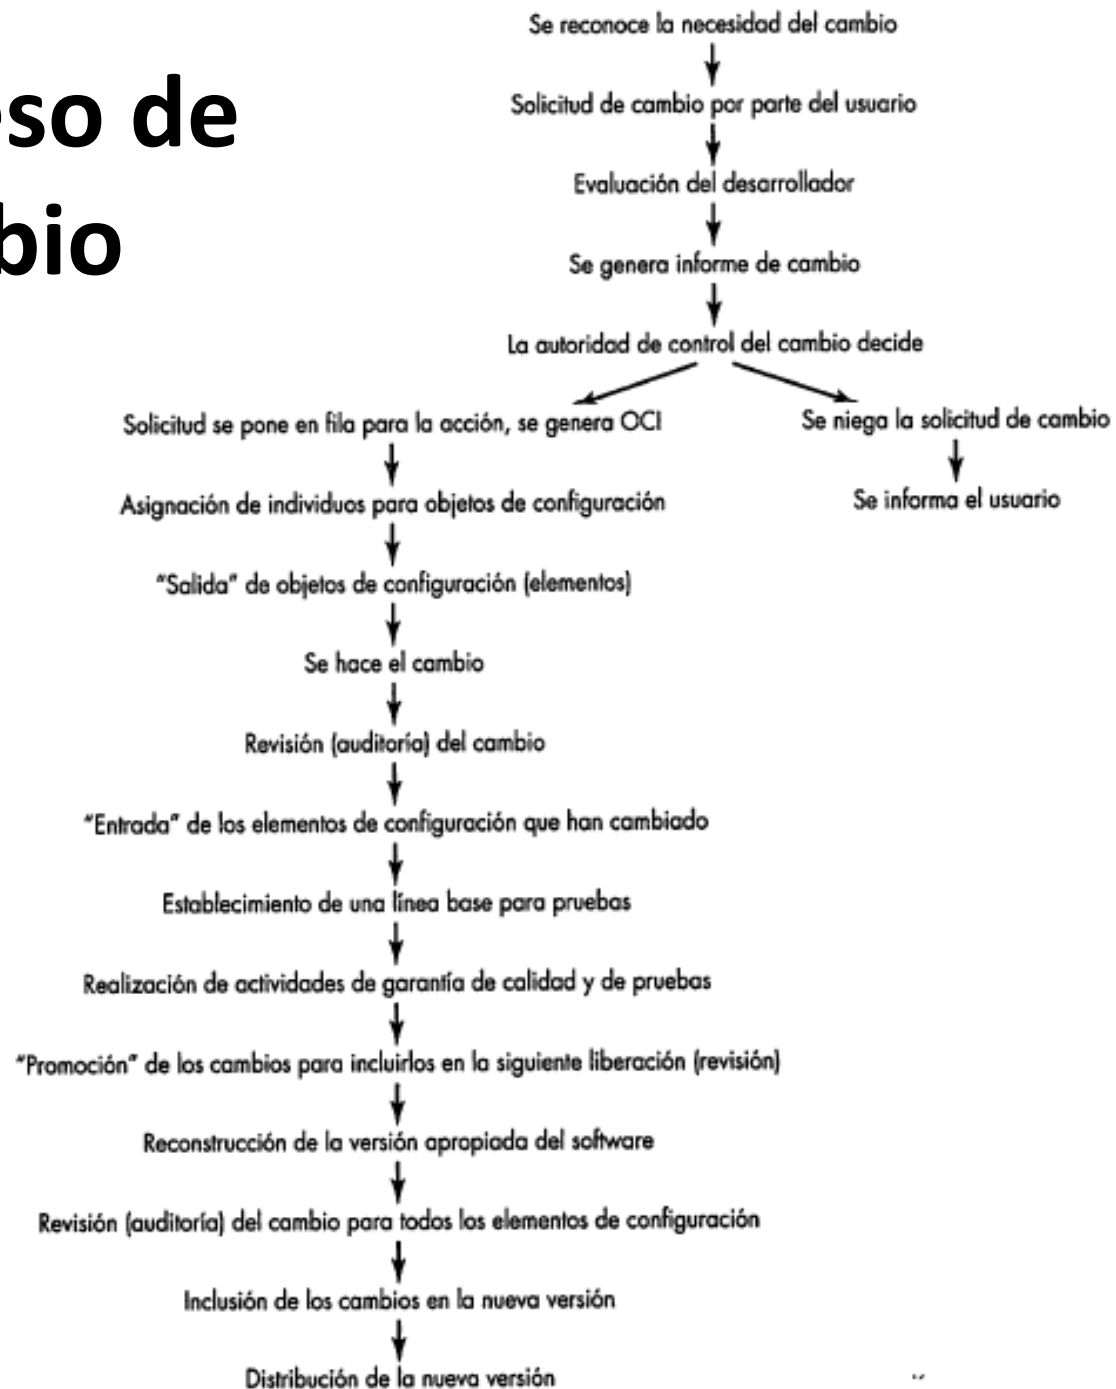 eso de
bio
Se reconoce la necesidad del cambio
Solicitud de cambio por parte del usuario
Evaluación del desarrollador
Se genera informe de cambio
La autoridad de control del cambio decide
Solicitud se pone en fila para la acción, se genera OCI
Se niega la solicitud de cambio
Asignación de individuos para objetos de configuración
Se informa el usuario
"Salida" de objetos de configuración (elementos)
Se hace el cambio
Revisión (auditoría) del cambio
"Entrada" de los elementos de configuración que han cambiado
Establecimiento de una línea base para pruebas
Realización de actividades de garantía de calidad y de pruebas
"Promoción" de los cambios para incluirlos en la siguiente liberación (revisión)
Reconstrucción de la versión apropiada del software
Revisión (auditoría) del cambio para todos los elementos de configuración
Inclusión de los cambios en la nueva versión
Distribución de la nueva versión